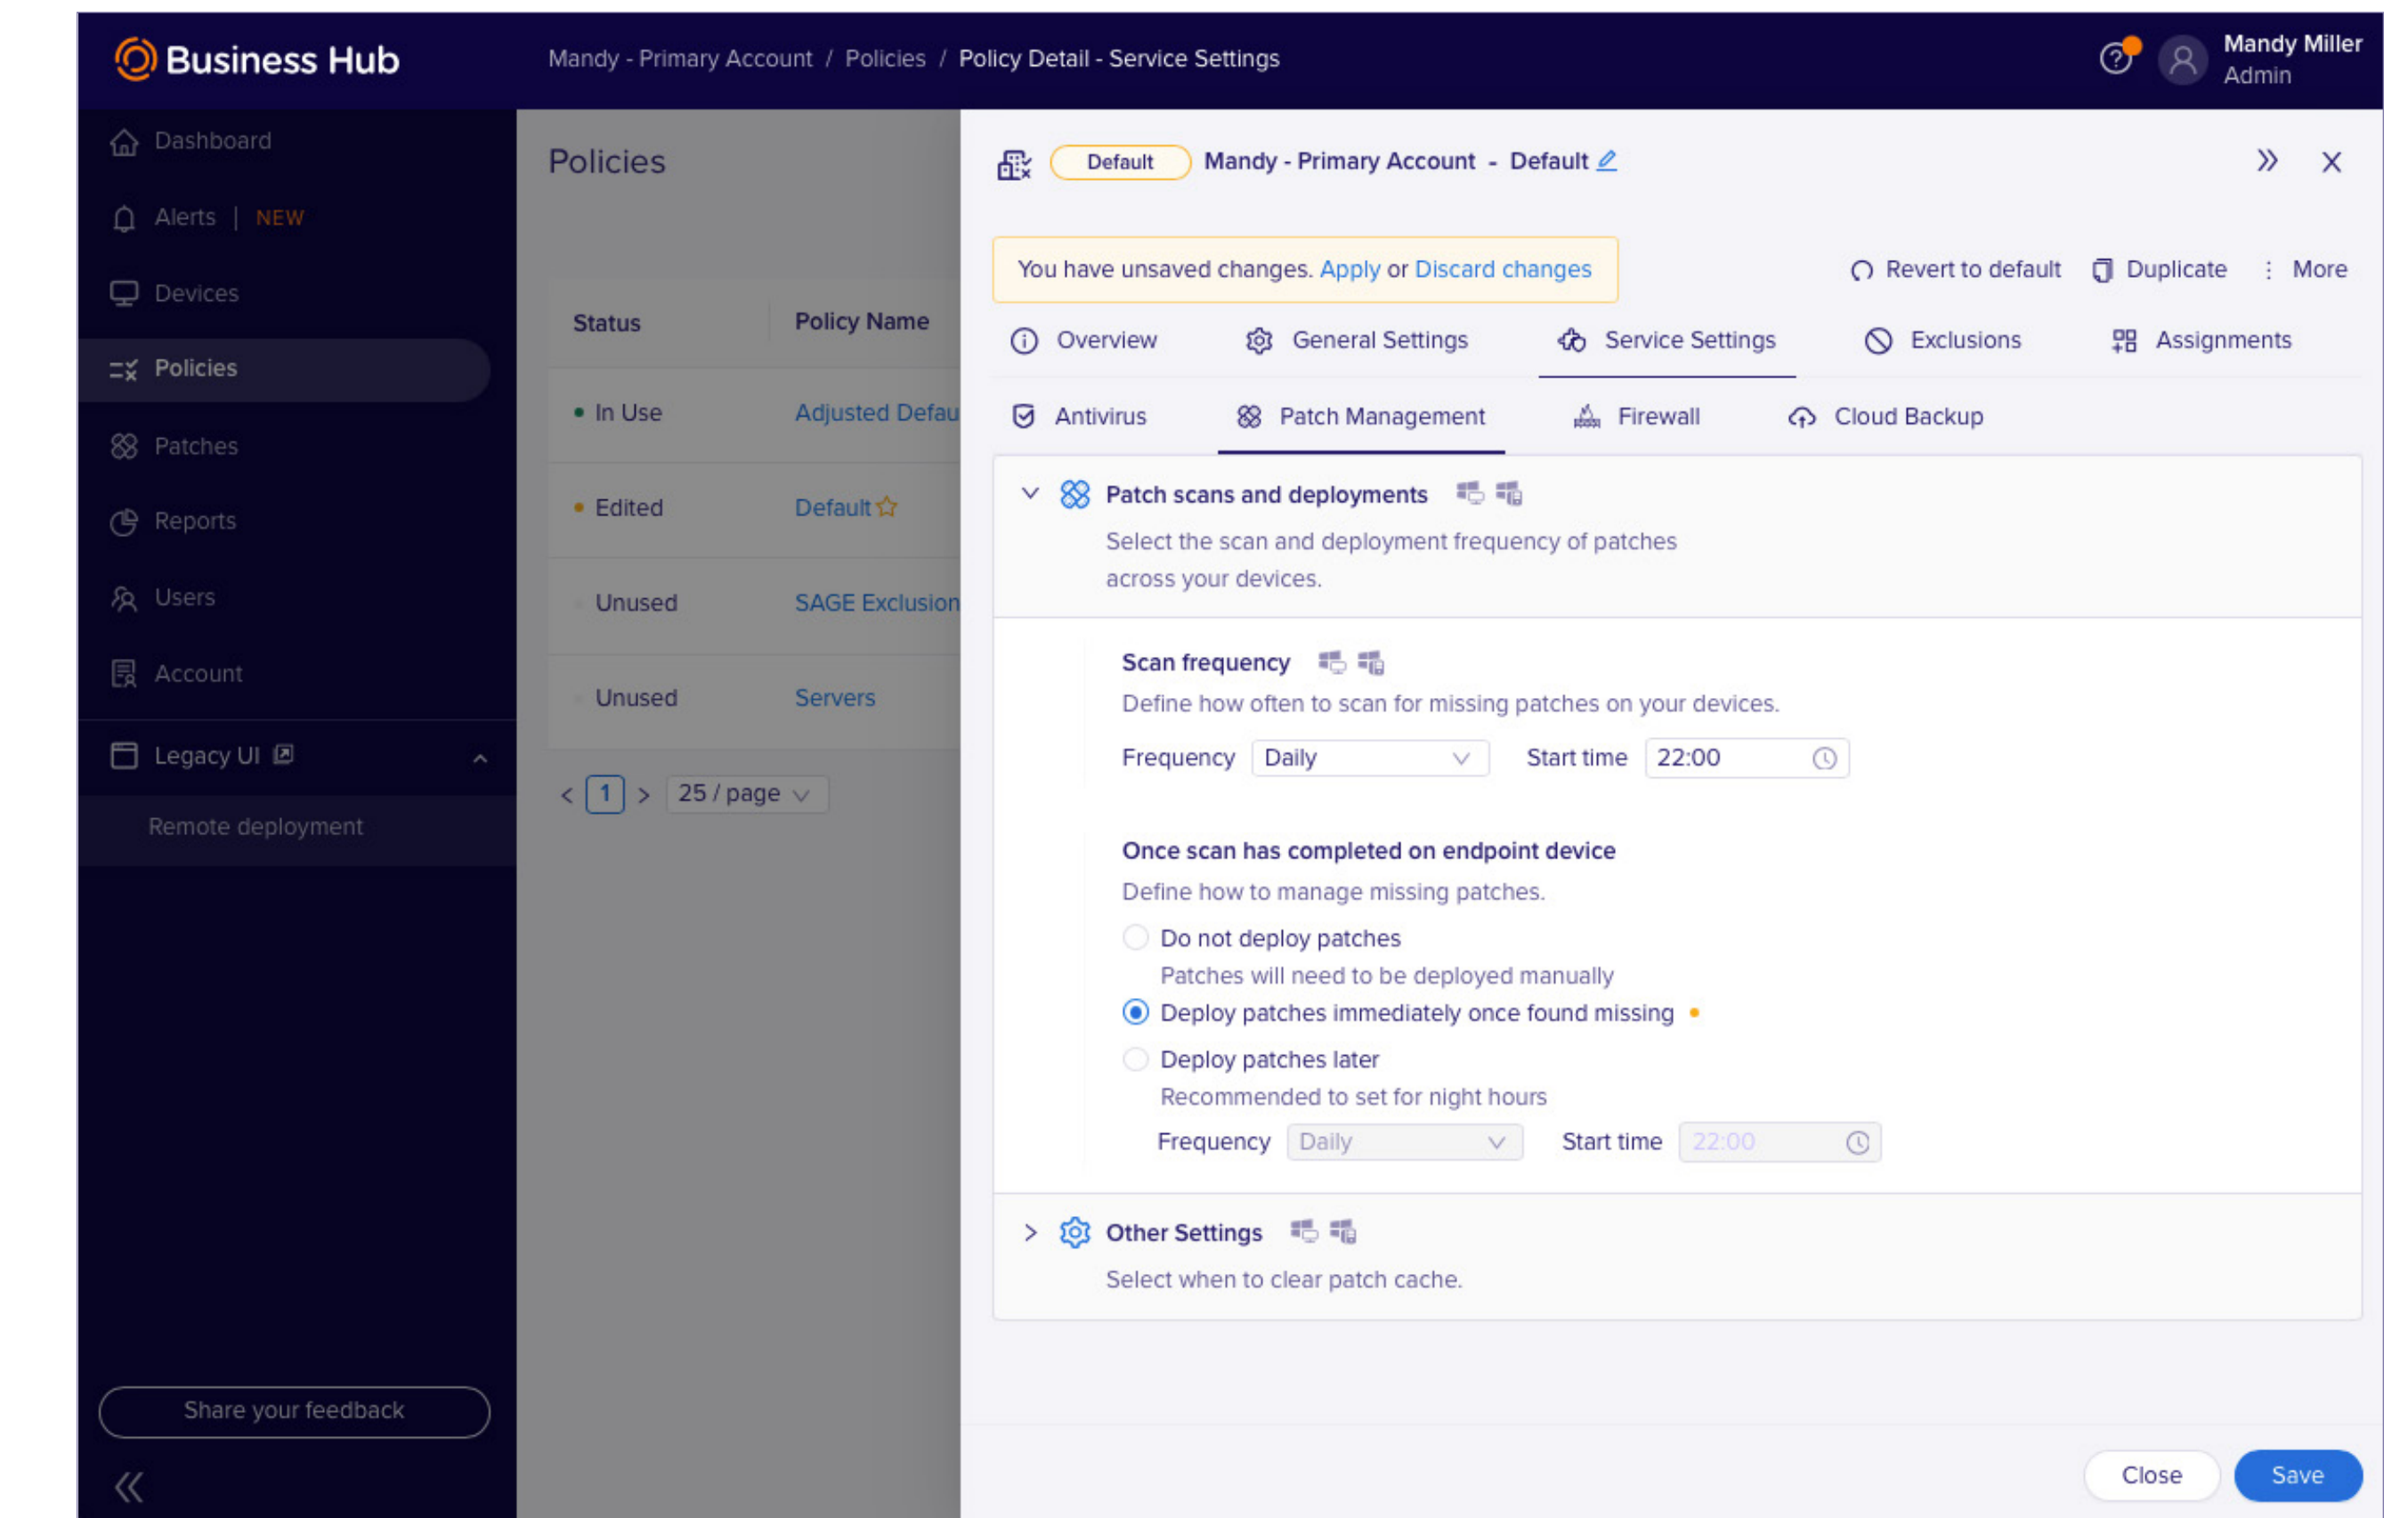 Business Hub
Mandy - Primary Account / Policies / Policy Detail - Service Settings
Mandy Miller
Admin
Dashboard
Alerts | NEW
Devices
Policies
Patches
Reports
Users
Account
Legacy UI
Remote deployment
Share your feedback
Policies
Status Policy Name
In Use Adjusted Defau
Edited Default
Unused SAGE Exclusion
Unused Servers
< 1 > 25 / page
Default Mandy - Primary Account - Default
You have unsaved changes. Apply or Discard changes
Revert to default Duplicate More
Overview General Settings Service Settings Exclusions Assignments
Antivirus Patch Management Firewall Cloud Backup
Patch scans and deployments
Select the scan and deployment frequency of patches
across your devices.
Scan frequency
Define how often to scan for missing patches on your devices.
Frequency Daily Start time 22:00
Once scan has completed on endpoint device
Define how to manage missing patches.
Do not deploy patches
Patches will need to be deployed manually
Deploy patches immediately once found missing
Deploy patches later
Recommended to set for night hours
Frequency Daily Start time 22:00
Other Settings
Select when to clear patch cache.
Close Save